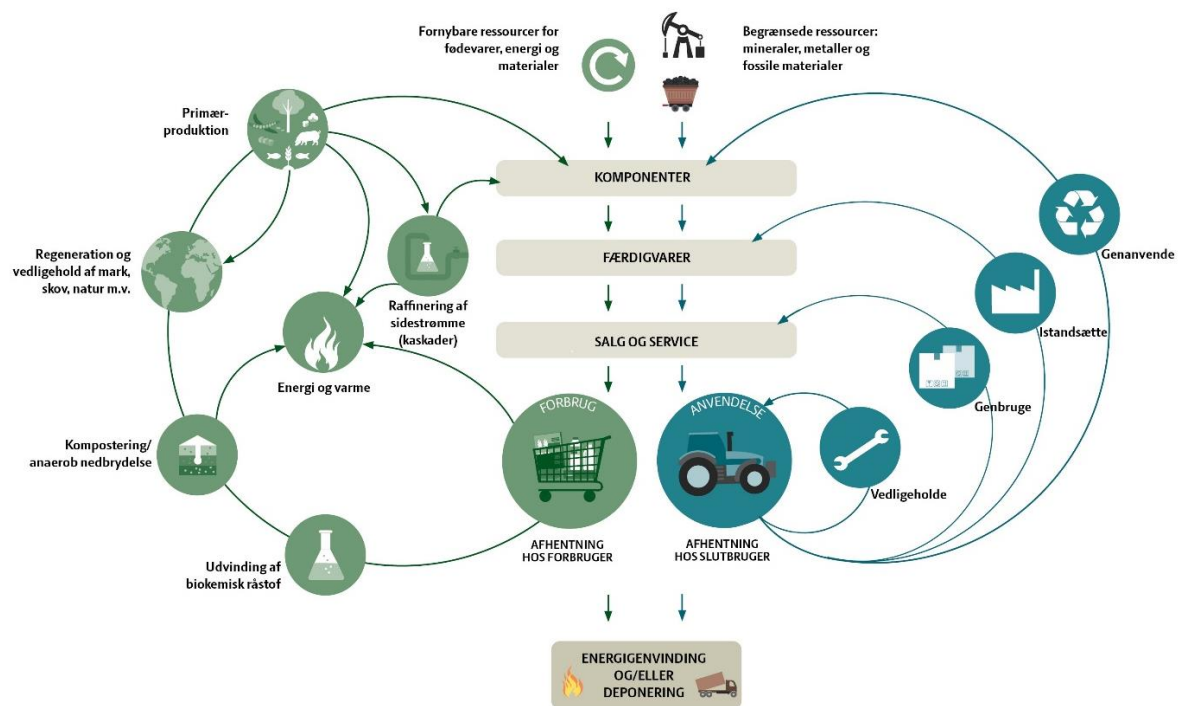 Fornybare ressourcer for
fødevarer, energi og
materialer
Begrænsede ressourcer:
mineraler, metaller og
fossile materialer
Primær-
produktion
KOMPONENTER
Genanvende
Regeneration og
vedligehold af mark,
skov, natur m.v.
FÆRDIGVARER
Raffinering af
sidestrømme
(kaskader)
Istandsætte
SALG OG SERVICE
Energi og varme
Genbruge
FORBRUG
ANVENDELSE
Kompostering/
anaerob nedbrydelse
Vedligeholde
AFHENTNING
HOS FORBRUGER
AFHENTNING
HOS SLUTBRUGER
Udvinding af
biokemisk råstof
ENERGIGENVINDING
OG/ELLER
DEPONERING